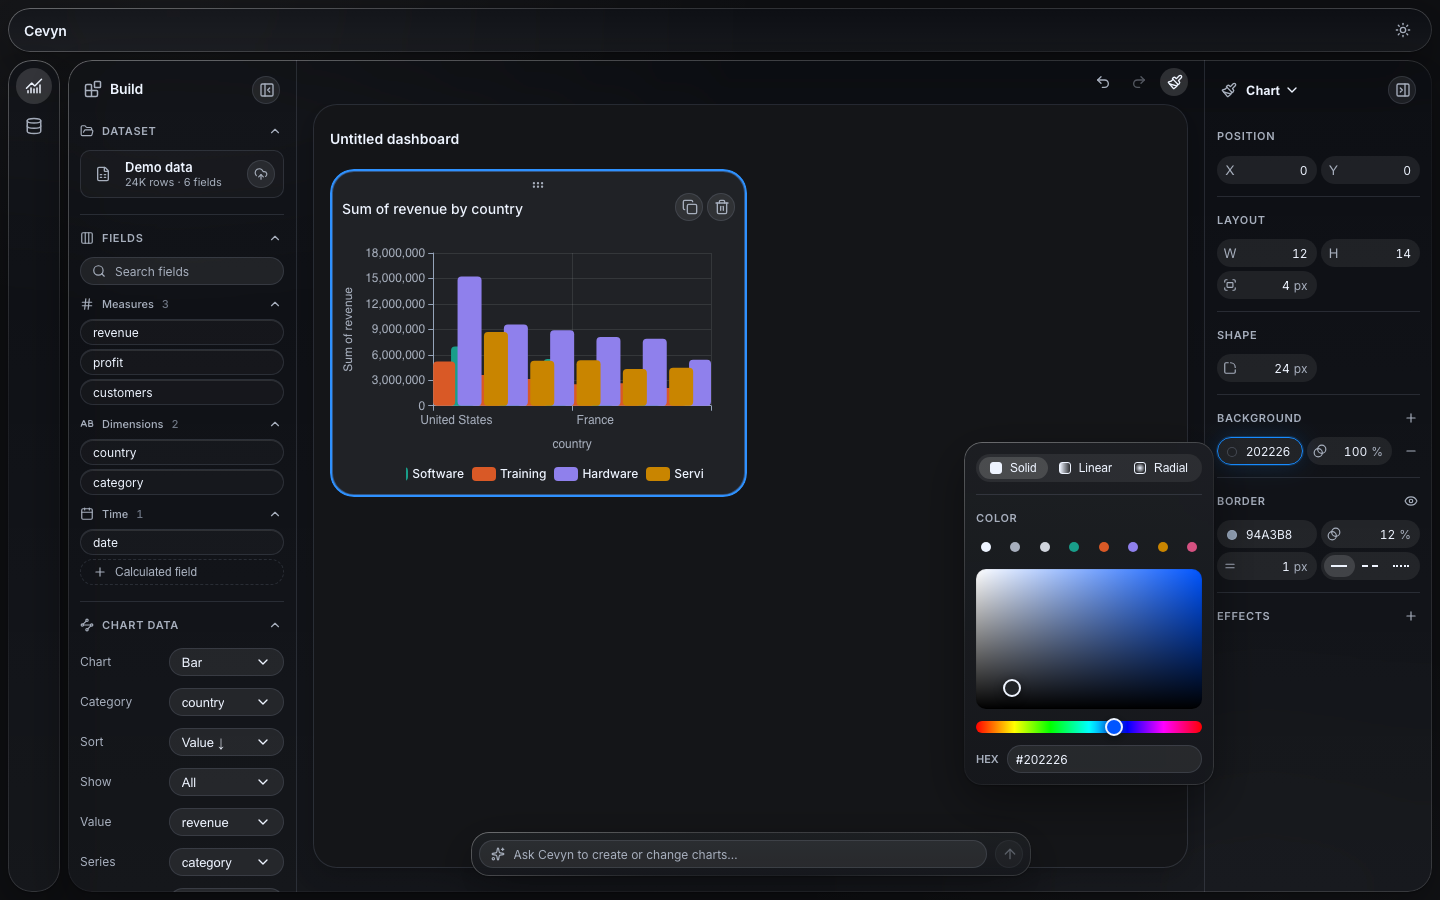 Cevyn
Build
DATASET
Demo data
24K rows · 6 fields
FIELDS
Search fields
Measures 3
revenue
profit
customers
AB Dimensions 2
country
category
Time 1
date
Calculated field
CHART DATA
Chart Bar
Category country
Sort Value ↓
Show All
Value revenue
Series category
Untitled dashboard
Sum of revenue by country
18,000,000
15,000,000
12,000,000
9,000,000
6,000,000
3,000,000
0
Sum of revenue
United States France
country
Software Training Hardware Servi
Ask Cevyn to create or change charts...
Solid Linear Radial
COLOR
HEX #202226
Chart
POSITION
X 0 Y 0
LAYOUT
W 12 H 14
4 px
SHAPE
24 px
BACKGROUND
202226 100 %
BORDER
94A3B8 12 %
1 px
EFFECTS